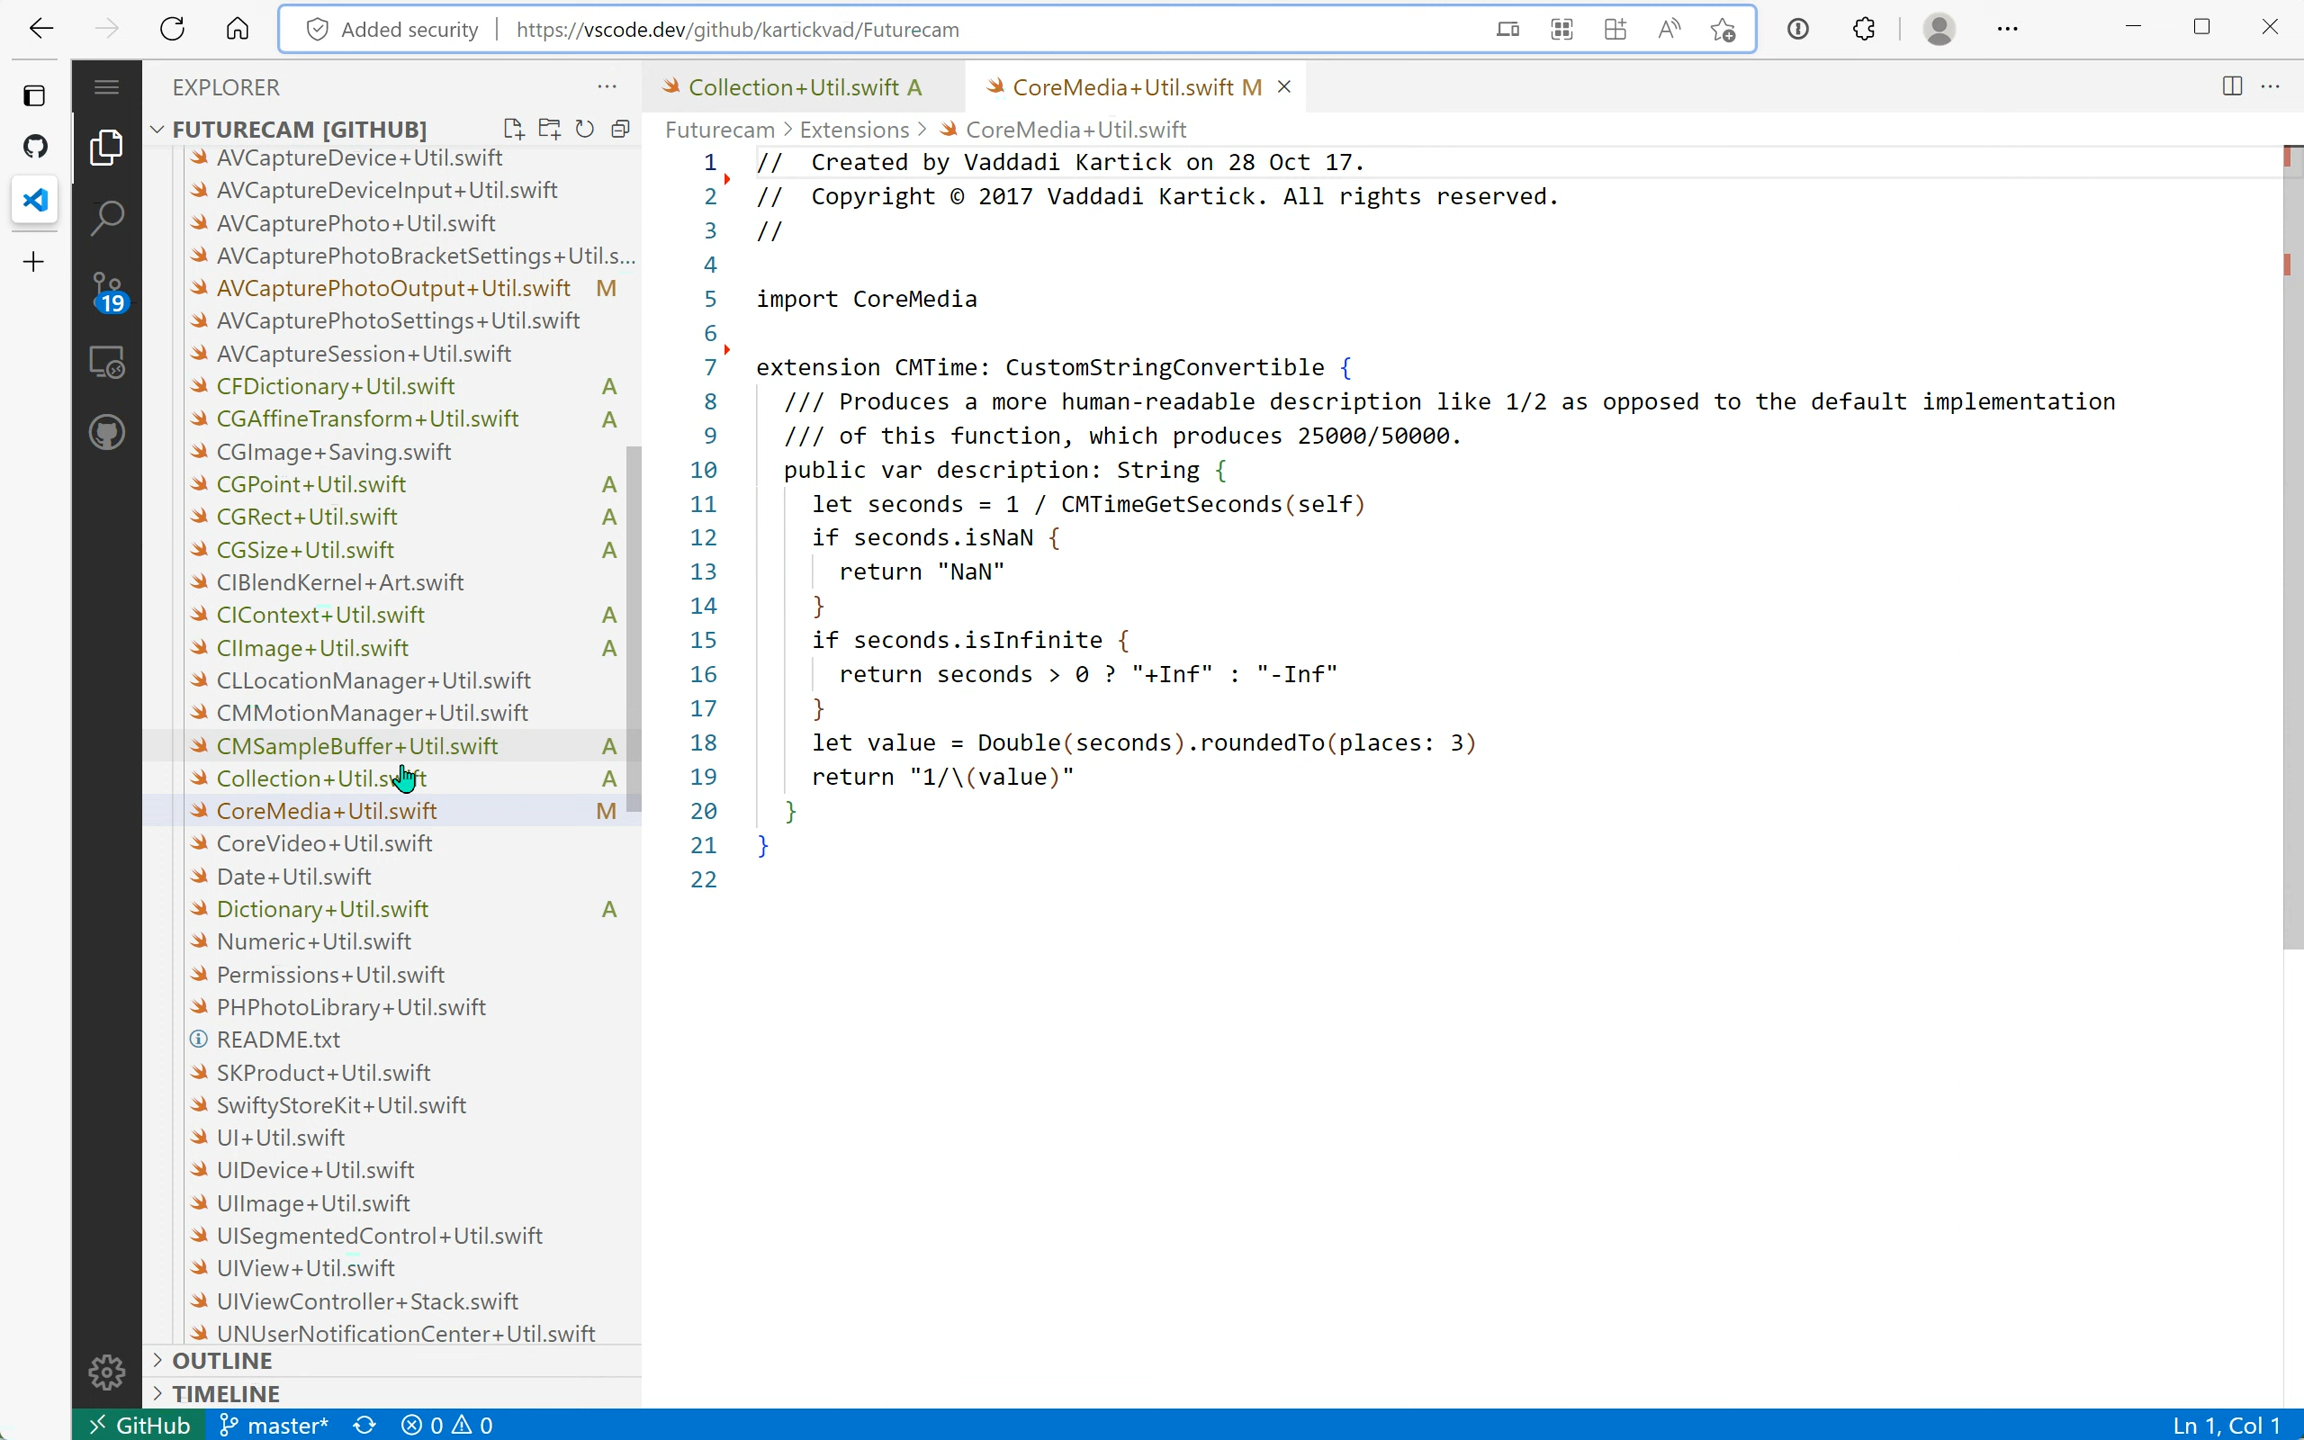 Added security https://vscode.dev/github/kartickvad/Futurecam
EXPLORER
FUTURECAM [GITHUB]
AVCaptureDevice+Util.swift
AVCaptureDeviceInput+Util.swift
AVCapturePhoto+Util.swift
AVCapturePhotoBracketSettings+Util.s...
AVCapturePhotoOutput+Util.swift M
AVCapturePhotoSettings+Util.swift
AVCaptureSession+Util.swift
CFDictionary+Util.swift A
CGAffineTransform+Util.swift A
CGImage+Saving.swift
CGPoint+Util.swift A
CGRect+Util.swift A
CGSize+Util.swift A
CIBlendKernel+Art.swift
CIContext+Util.swift A
CIImage+Util.swift A
CLLocationManager+Util.swift
CMMotionManager+Util.swift
CMSampleBuffer+Util.swift A
Collection+Util.swift A
CoreMedia+Util.swift M
CoreVideo+Util.swift
Date+Util.swift
Dictionary+Util.swift A
Numeric+Util.swift
Permissions+Util.swift
PHPhotoLibrary+Util.swift
README.txt
SKProduct+Util.swift
SwiftyStoreKit+Util.swift
UI+Util.swift
UIDevice+Util.swift
UIImage+Util.swift
UISegmentedControl+Util.swift
UIView+Util.swift
UIViewController+Stack.swift
UNUserNotificationCenter+Util.swift
OUTLINE
TIMELINE
19
Collection+Util.swift A
CoreMedia+Util.swift M
Futurecam > Extensions > CoreMedia+Util.swift
1 // Created by Vaddadi Kartick on 28 Oct 17.
2 // Copyright © 2017 Vaddadi Kartick. All rights reserved.
3 //
4
5 import CoreMedia
6
7 extension CMTime: CustomStringConvertible {
8 /// Produces a more human-readable description like 1/2 as opposed to the default implementation
9 /// of this function, which produces 25000/50000.
10 public var description: String {
11 let seconds = 1 / CMTimeGetSeconds(self)
12 if seconds.isNaN {
13 return "NaN"
14 }
15 if seconds.isInfinite {
16 return seconds > 0 ? "+Inf" : "-Inf"
17 }
18 let value = Double(seconds).roundedTo(places: 3)
19 return "1/\(value)"
20 }
21 }
22
GitHub master* 0 0 Ln 1, Col 1